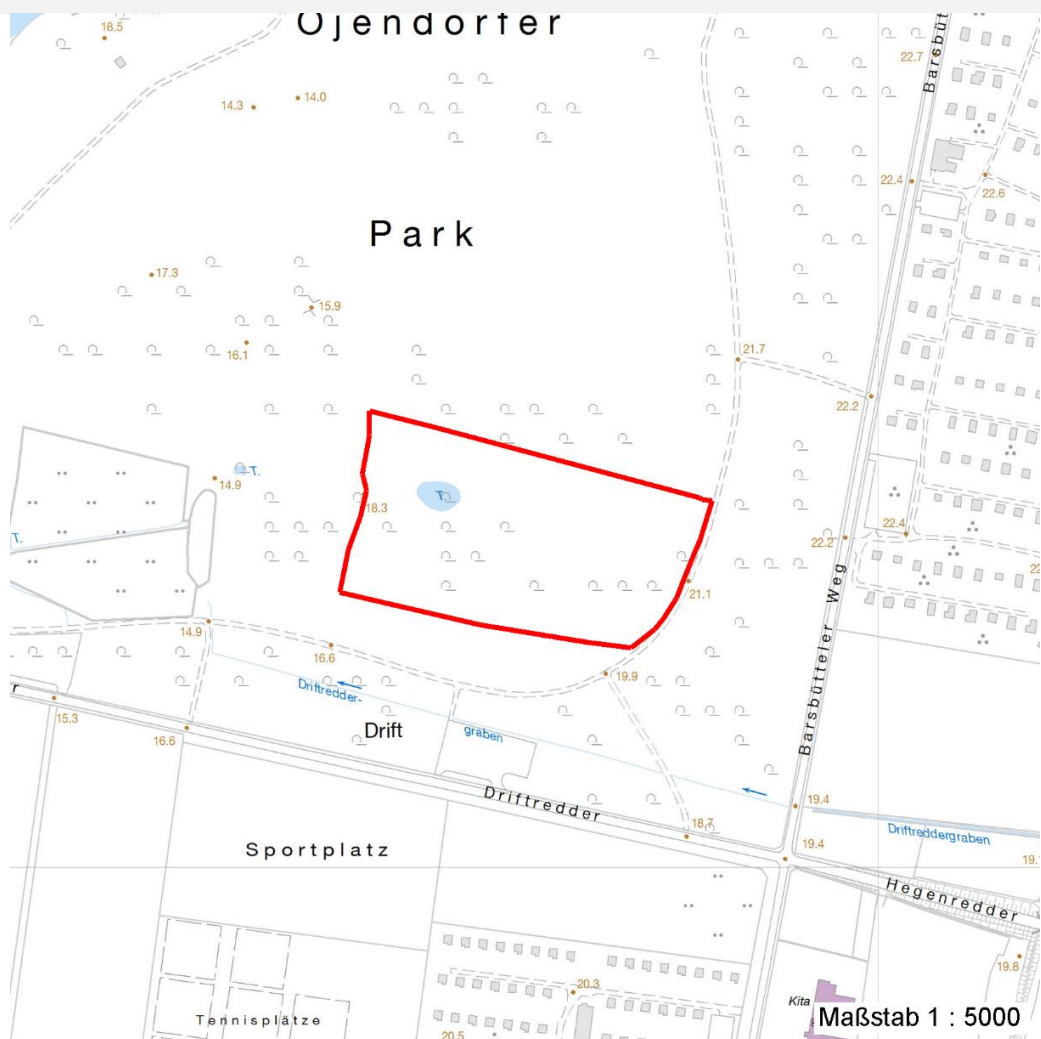 Öjendorfer
18.5
Barsbüt
22.7
14.3
14.0
22.4
22.6
Park
17.3
15.9
16.1
21.7
22.2
T.
14.9
T.
18.3
T.
22.2
22.4
22
21.1
Barsbütteler Weg
14.9
16.6
19.9
Driftredder-
graben
r
15.3
16.6
Drift
Driftredder
18.7
19.4
19.4
Driftreddergraben
19.1
Sportplatz
Hegenredder
19.8
20.3
Kita
Tennisplätze
20.5
Maßstab 1 : 5000